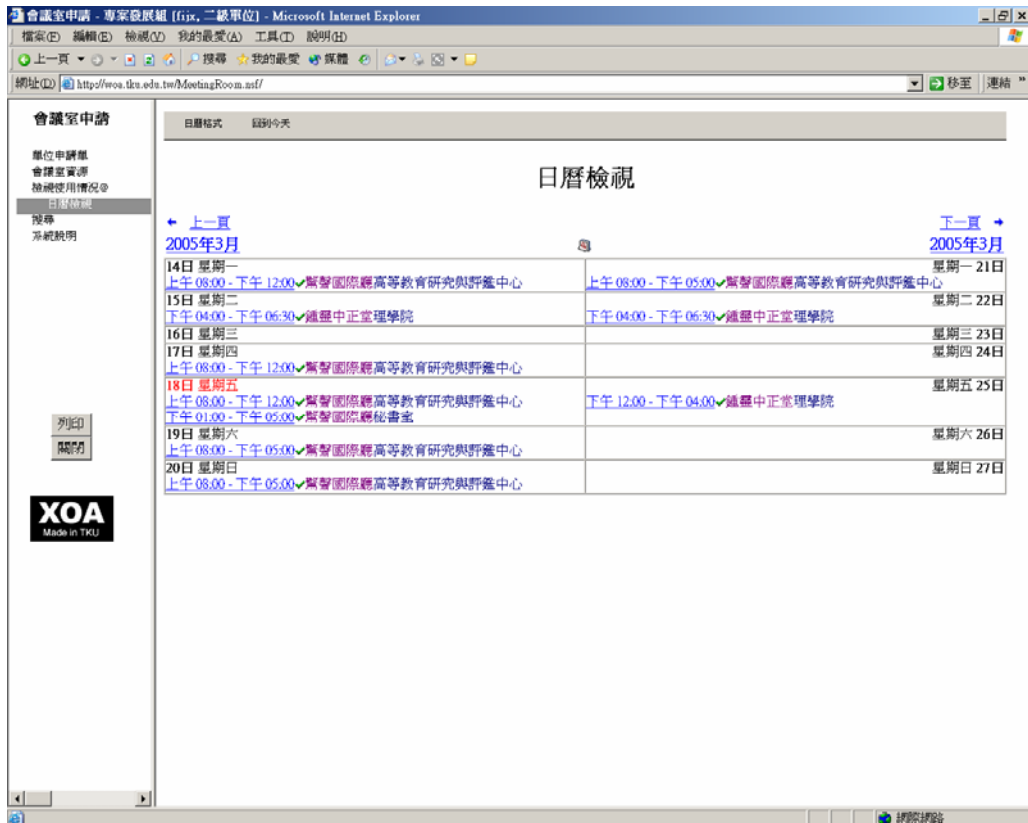 會議室申請 - 專案發展組 [fijx, 二級單位] - Microsoft Internet Explorer
檔案(F) 編輯(E) 檢視(V) 我的最愛(A) 工具(T) 說明(H)
上一頁 搜尋 我的最愛 媒體
網址(D) http://woa.tku.edu.tw/MeetingRoom.nsf/ 移至 連結 »
會議室申請
單位申請單
會議室資源
檢視使用情況@
日曆檢視
搜尋
系統說明
列印
關閉
XOA
Made in TKU
日曆格式 回到今天
日曆檢視
上一頁 下一頁
2005年3月 2005年3月
14日 星期一 星期一 21日
上午 08:00 - 下午 12:00✓驚聲國際廳高等教育研究與評鑑中心 上午 08:00 - 下午 05:00✓驚聲國際廳高等教育研究與評鑑中心
15日 星期二 星期二 22日
下午 04:00 - 下午 06:30✓鍾靈中正堂理學院 下午 04:00 - 下午 06:30✓鍾靈中正堂理學院
16日 星期三 星期三 23日
17日 星期四 星期四 24日
上午 08:00 - 下午 12:00✓驚聲國際廳高等教育研究與評鑑中心
18日 星期五 星期五 25日
上午 08:00 - 下午 12:00✓驚聲國際廳高等教育研究與評鑑中心 下午 12:00 - 下午 04:00✓鍾靈中正堂理學院
下午 01:00 - 下午 05:00✓驚聲國際廳秘書室
19日 星期六 星期六 26日
上午 08:00 - 下午 05:00✓驚聲國際廳高等教育研究與評鑑中心
20日 星期日 星期日 27日
上午 08:00 - 下午 05:00✓驚聲國際廳高等教育研究與評鑑中心
網際網路